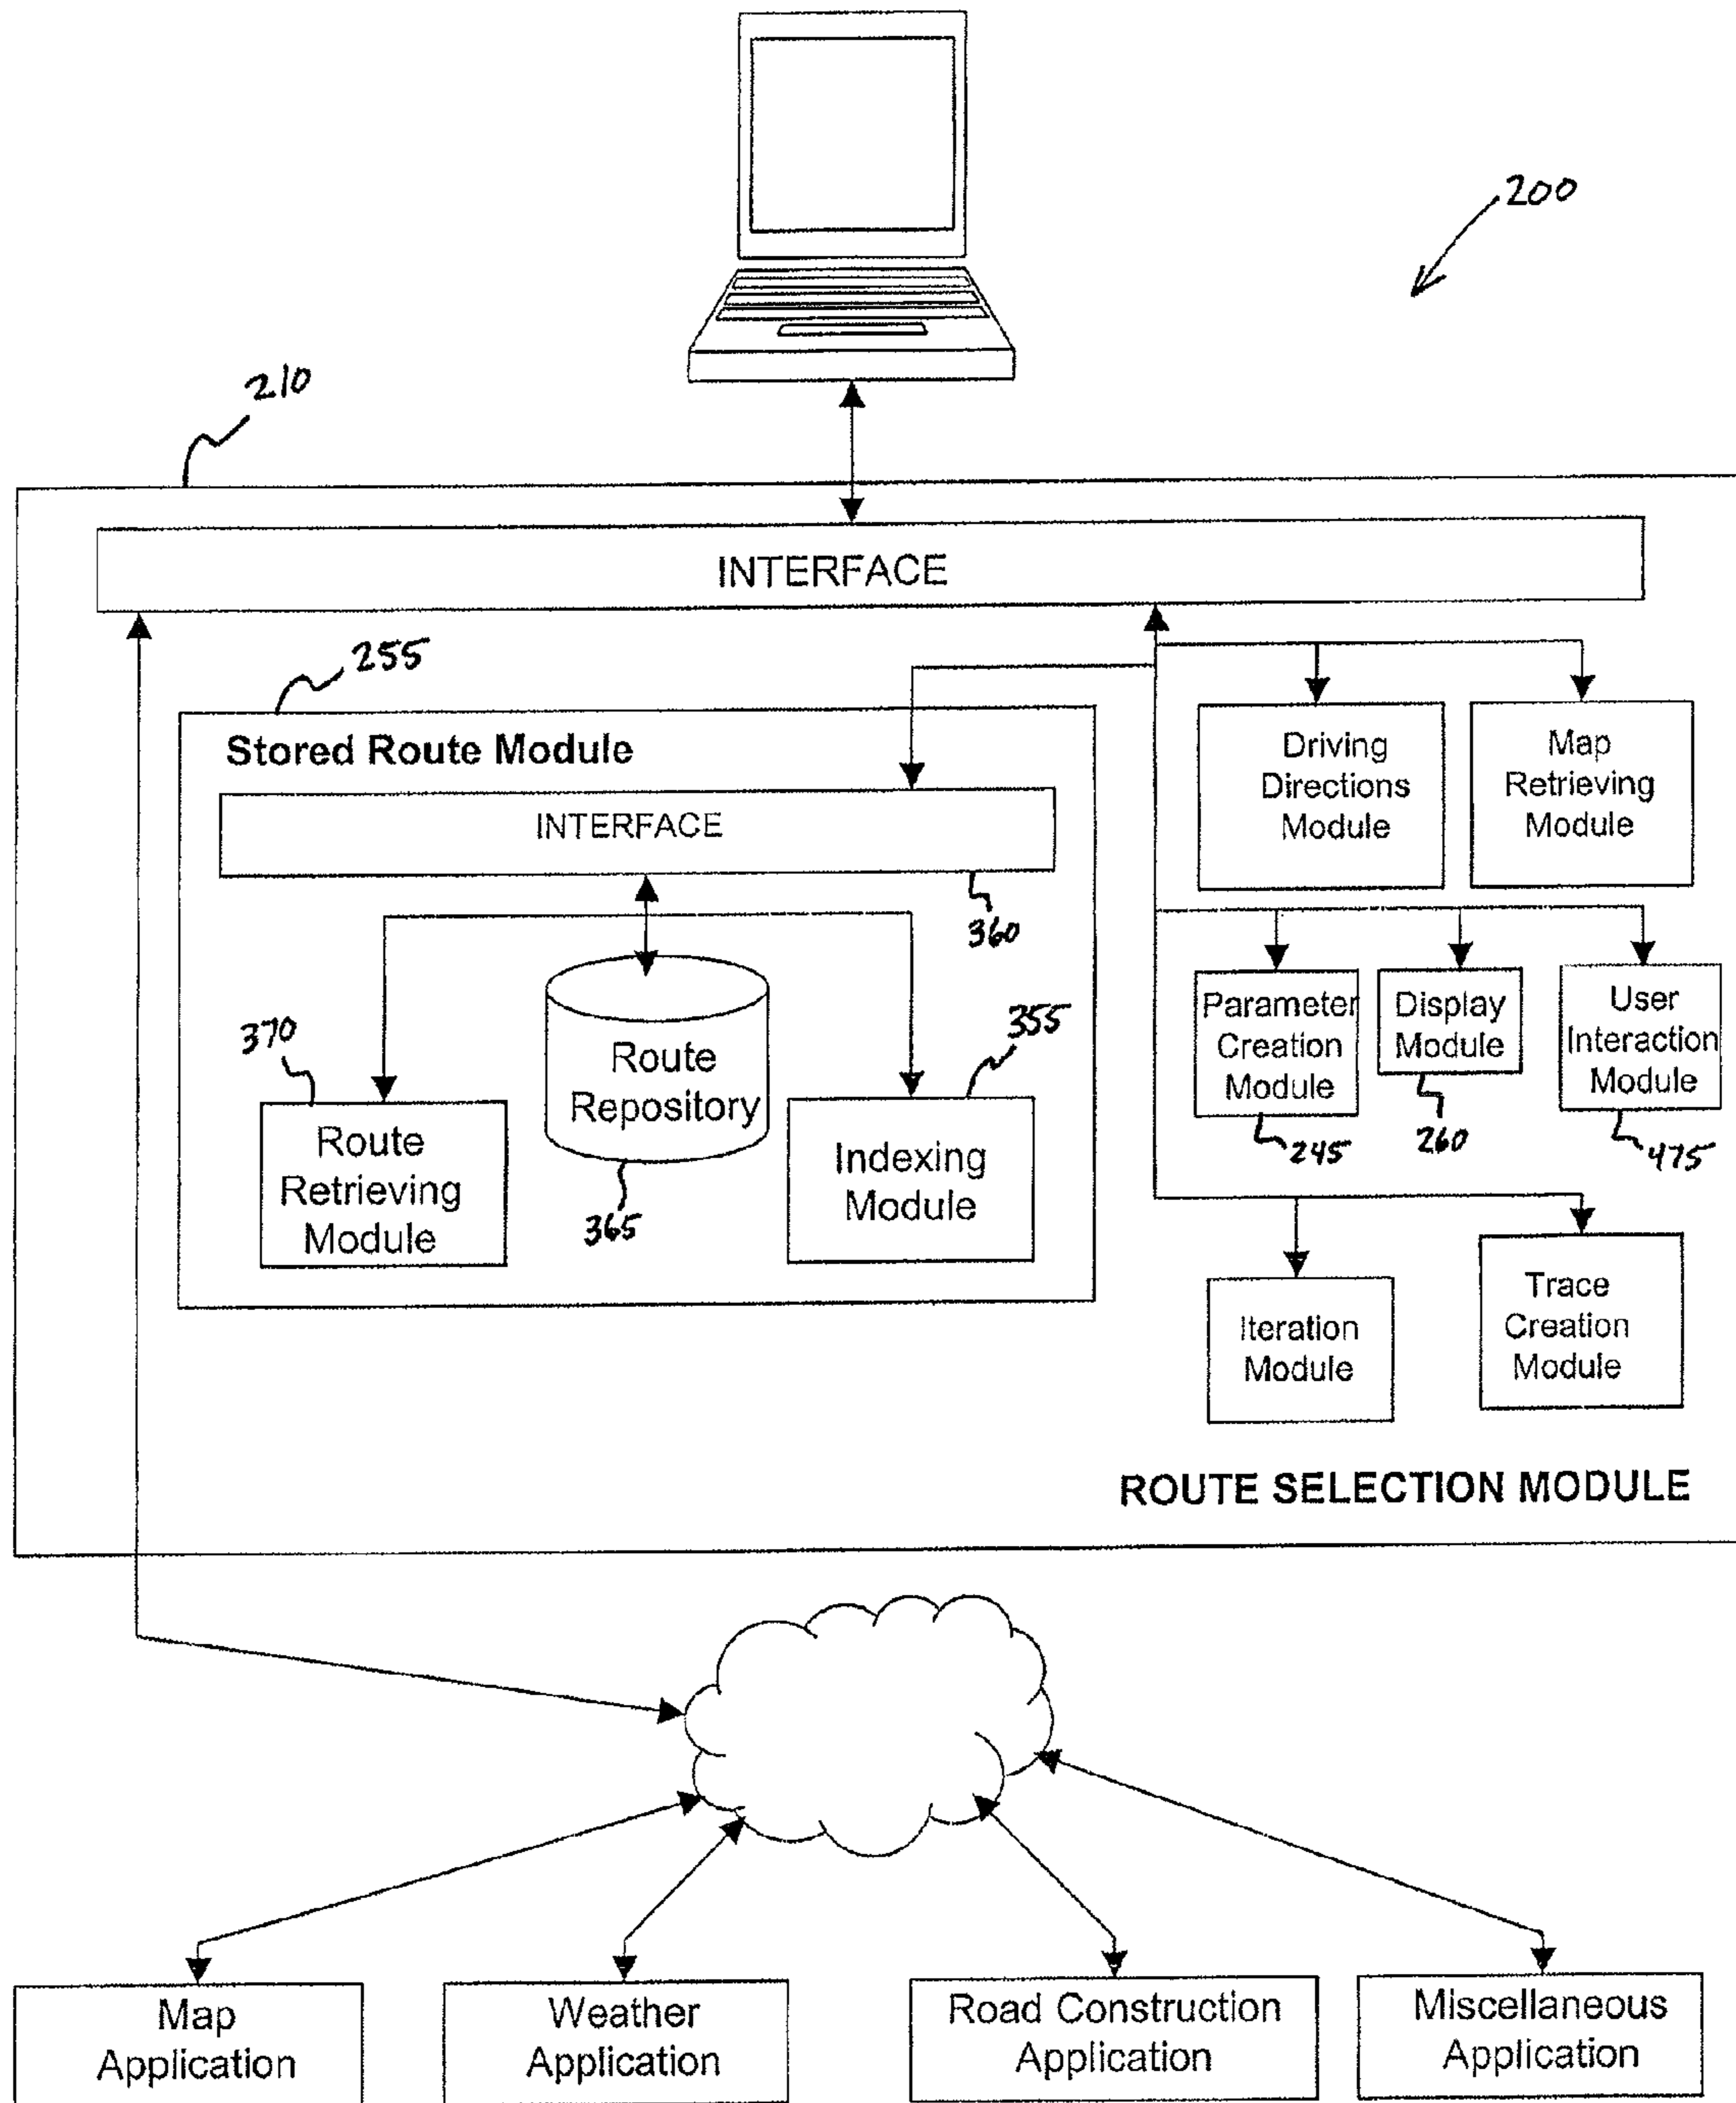 200
210
INTERFACE
255
Stored Route Module
INTERFACE
360
Driving
Directions
Module
Map
Retrieving
Module
370
Route
Retrieving
Module
Route
Repository
365
355
Indexing
Module
Parameter
Creation
Module
245
Display
Module
260
User
Interaction
Module
475
Iteration
Module
Trace
Creation
Module
ROUTE SELECTION MODULE
Map
Application
Weather
Application
Road Construction
Application
Miscellaneous
Application